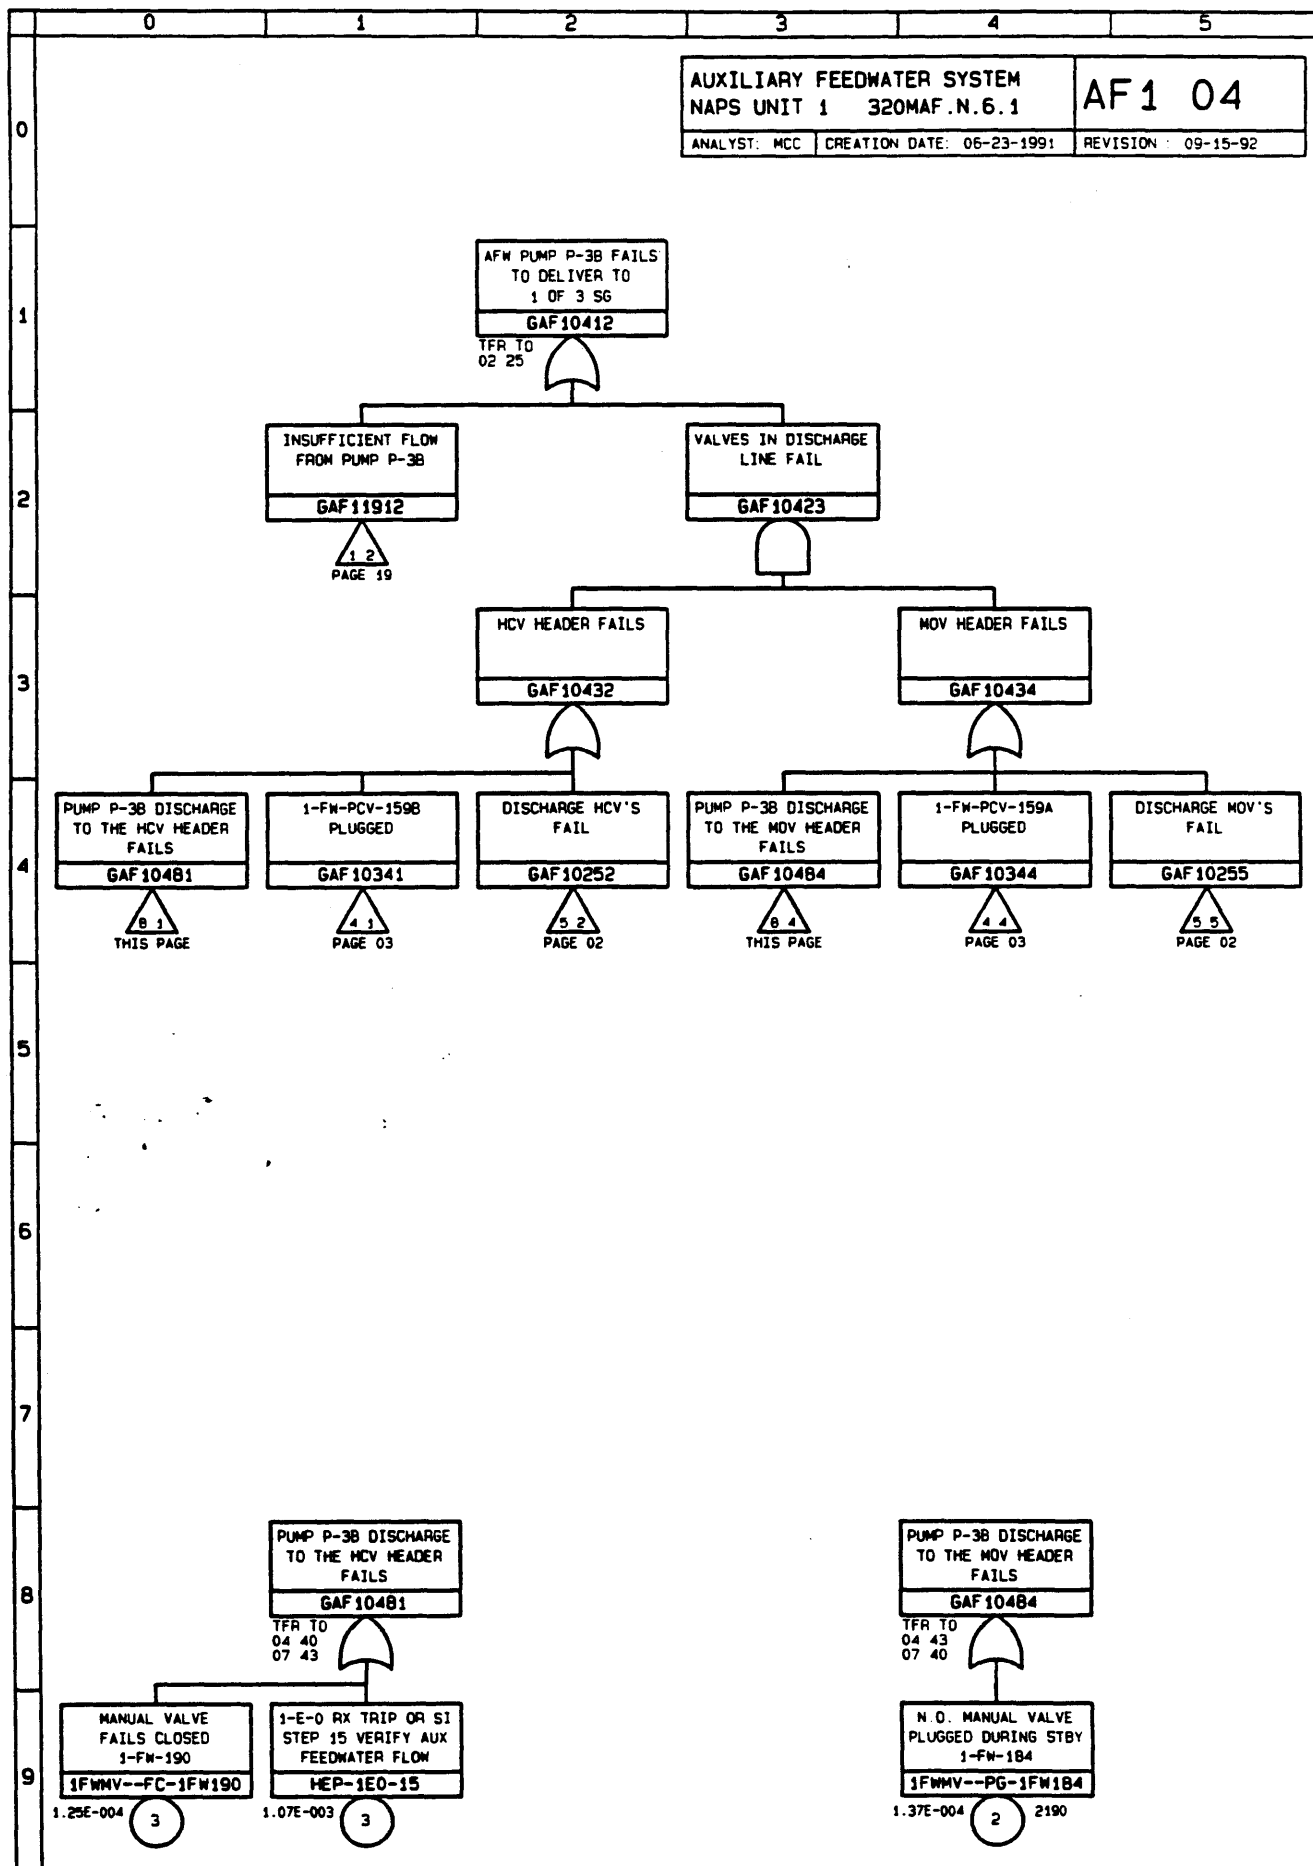 0 1 2 3 4 5
AUXILIARY FEEDWATER SYSTEM
NAPS UNIT 1 320MAF.N.6.1
AF1 04
ANALYST: MCC CREATION DATE: 06-23-1991 REVISION : 09-15-92
0
AFW PUMP P-3B FAILS
TO DELIVER TO
1 OF 3 SG
GAF10412
TFR TO
02 25
1
INSUFFICIENT FLOW
FROM PUMP P-3B
GAF11912
1 2
PAGE 19
VALVES IN DISCHARGE
LINE FAIL
GAF10423
2
HCV HEADER FAILS
GAF10432
MOV HEADER FAILS
GAF10434
3
PUMP P-3B DISCHARGE
TO THE HCV HEADER
FAILS
GAF10481
8 1
THIS PAGE
1-FW-PCV-159B
PLUGGED
GAF10341
4 1
PAGE 03
DISCHARGE HCV'S
FAIL
GAF10252
5 2
PAGE 02
PUMP P-3B DISCHARGE
TO THE MOV HEADER
FAILS
GAF10484
8 4
THIS PAGE
1-FW-PCV-159A
PLUGGED
GAF10344
4 4
PAGE 03
DISCHARGE MOV'S
FAIL
GAF10255
5 5
PAGE 02
4
5
6
7
PUMP P-3B DISCHARGE
TO THE HCV HEADER
FAILS
GAF10481
TFR TO
04 40
07 43
PUMP P-3B DISCHARGE
TO THE MOV HEADER
FAILS
GAF10484
TFR TO
04 43
07 40
8
MANUAL VALVE
FAILS CLOSED
1-FW-190
1FWMV--FC-1FW190
1.25E-004
3
1-E-0 RX TRIP OR SI
STEP 15 VERIFY AUX
FEEDWATER FLOW
HEP-1E0-15
1.07E-003
3
N.O. MANUAL VALVE
PLUGGED DURING STBY
1-FW-184
1FWMV--PG-1FW184
1.37E-004
2
2190
9